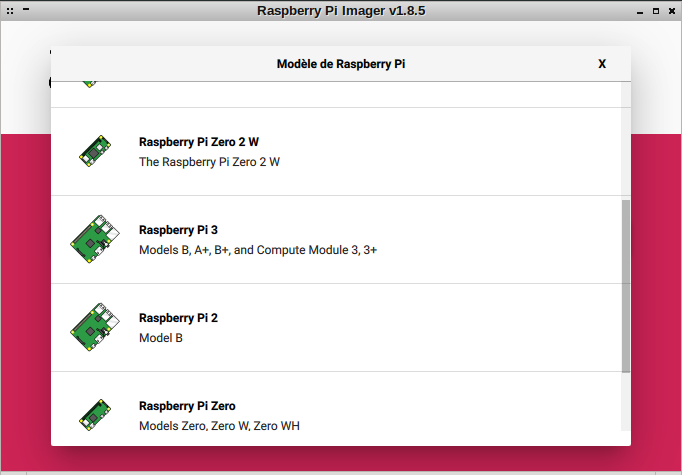 Raspberry Pi Imager v1.8.5
Modèle de Raspberry Pi
X
Raspberry Pi Zero 2 W
The Raspberry Pi Zero 2 W
Raspberry Pi 3
Models B, A+, B+, and Compute Module 3, 3+
Raspberry Pi 2
Model B
Raspberry Pi Zero
Models Zero, Zero W, Zero WH